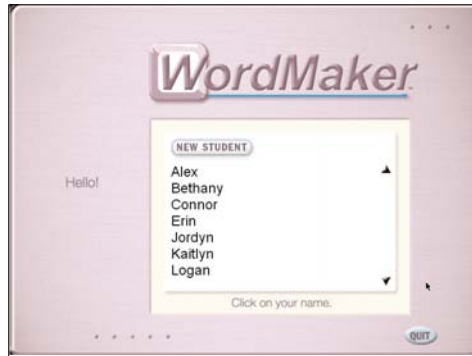 WordMaker
NEW STUDENT
Hello!
Alex
Bethany
Connor
Erin
Jordyn
Kaitlyn
Logan
Click on your name.
QUIT